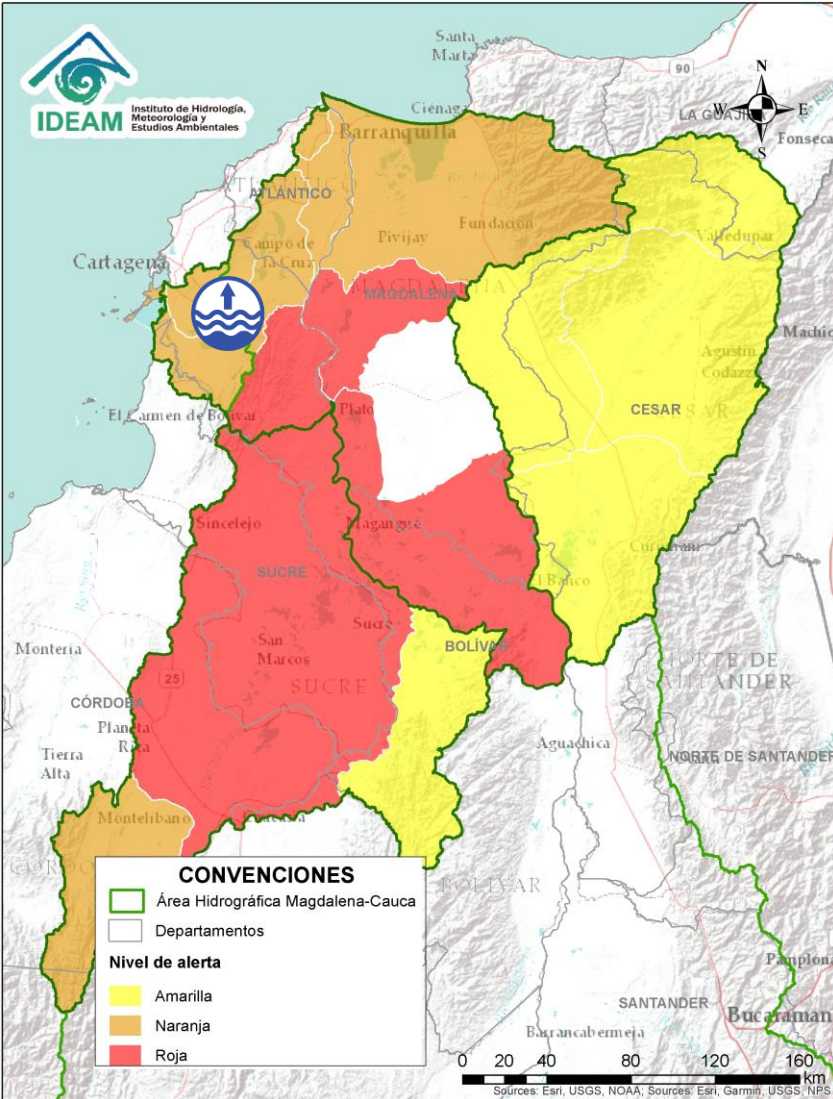 IDEAM
Instituto de Hidrología,
Meteorología y
Estudios Ambientales
Santa
Marta
90
N
W
E
S
Ciénaga
LA GUAJIRA
Fonseca
Barranquilla
ATLÁNTICO
Fundación
Valledupar
Pivijay
Campo de
la Cruz
Cartagena
MAGDALENA
Agustín
Codazzi
El Carmen de Bolívar
Plato
CESAR
Sincelejo
Magangué
SUCRE
El Banco
Sucre
BOLÍVAR
San
Marcos
SUCRE
Montería
25
NORTE DE
SANTANDER
CÓRDOBA
Planeta
Rica
Tierra
Alta
Aguachica
NORTE DE SANTANDER
Montelíbano
BOLÍVAR
CONVENCIONES
Área Hidrográfica Magdalena-Cauca
Departamentos
Nivel de alerta
Amarilla
Naranja
Roja
Pamplona
SANTANDER
Bucaraman
Barrancabermeja
0 20 40 80 120 160
km
Sources: Esri, USGS, NOAA; Sources: Esri, Garmin, USGS, NPS